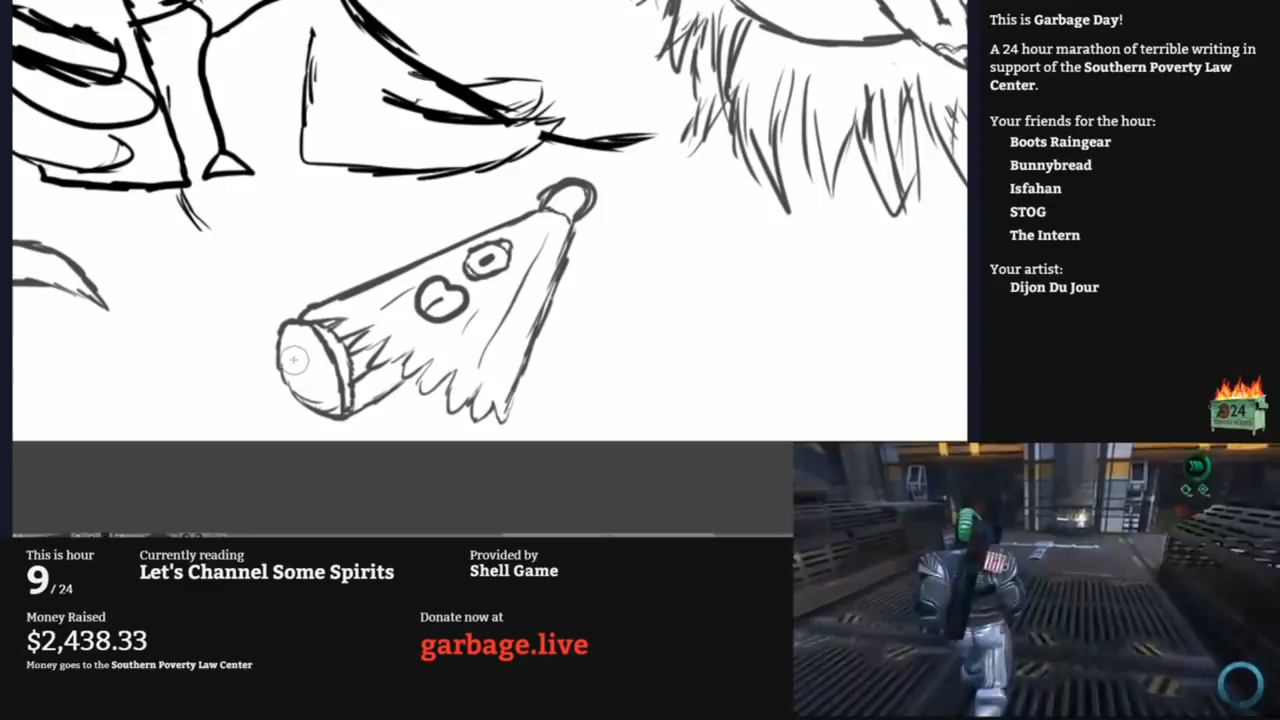 This is Garbage Day!
A 24 hour marathon of terrible writing in
support of the Southern Poverty Law
Center.
Your friends for the hour:
Boots Raingear
Bunnybread
Isfahan
STOG
The Intern
Your artist:
Dijon Du Jour
This is hour
9 / 24
Currently reading
Let's Channel Some Spirits
Provided by
Shell Game
Money Raised
$2,438.33
Money goes to the Southern Poverty Law Center
Donate now at
garbage.live